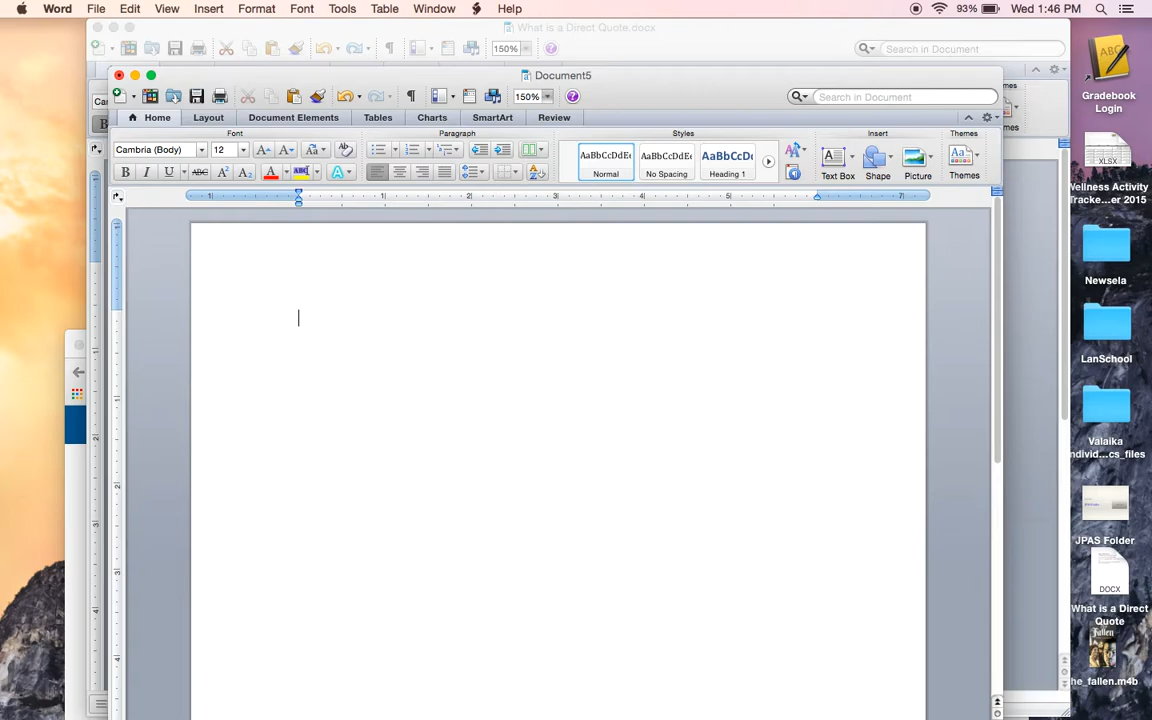 Word File Edit View Insert Format Font Tools Table Window Help 93% Wed 1:46 PM
What is a Direct Quote.docx
150% Search in Document
Document5
150% Search in Document
Home Layout Document Elements Tables Charts SmartArt Review
Font Paragraph Styles Insert Themes
Cambria (Body) 12
AaBbCcDdEe AaBbCcDdEe AaBbCcDc
Normal No Spacing Heading 1
Text Box Shape Picture Themes
ABC
Gradebook
Login
XLSX
Wellness Activity
Tracke...er 2015
Newsela
LanSchool
Valaika
ndivid...cs_files
JPAS Folder
DOCX
What is a Direct
Quote
Fallen
he_fallen.m4b